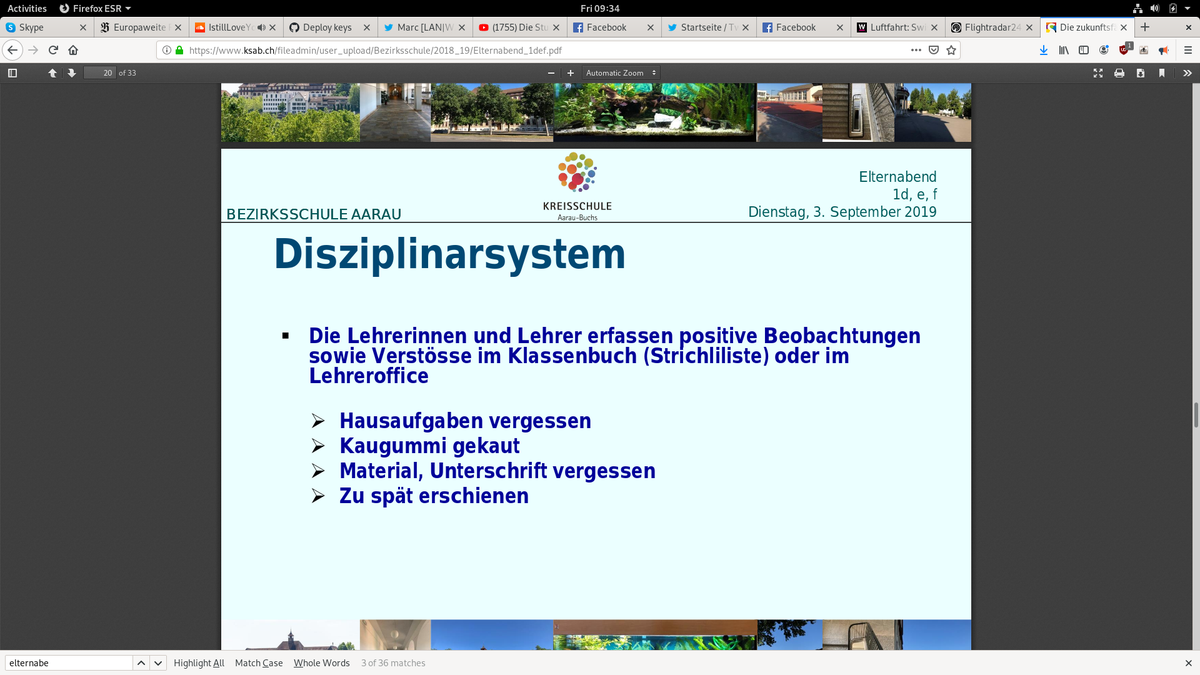 Activities Firefox ESR Fri 09:34
Skype Europaweite IstillLoveY Deploy keys Marc [LAN|W (1755) Die Stu Facebook Startseite / Tw Facebook Luftfahrt: Sw Flightradar24 Die zukunftsf
https://www.ksab.ch/fileadmin/user_upload/Bezirksschule/2018_19/Elternabend_1def.pdf
20 of 33 Automatic Zoom
KREISSCHULE
Aarau-Buchs
Elternabend
1d, e, f
BEZIRKSSCHULE AARAU Dienstag, 3. September 2019
Disziplinarsystem
Die Lehrerinnen und Lehrer erfassen positive Beobachtungen
sowie Verstösse im Klassenbuch (Strichliliste) oder im
Lehreroffice
Hausaufgaben vergessen
Kaugummi gekaut
Material, Unterschrift vergessen
Zu spät erschienen
elternabe Highlight All Match Case Whole Words 3 of 36 matches